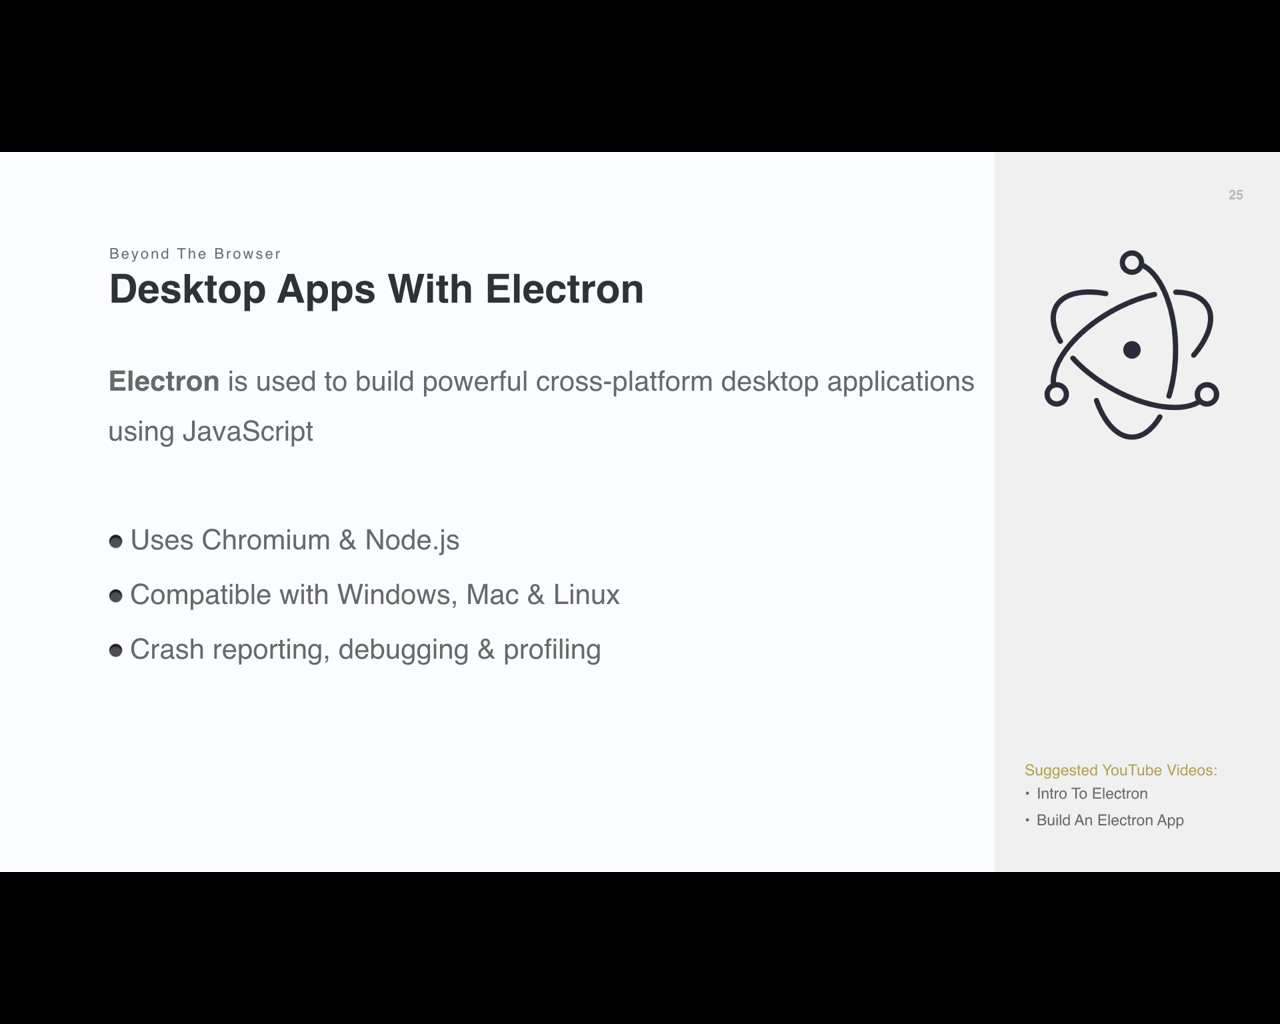 25
Beyond The Browser
Desktop Apps With Electron
Electron is used to build powerful cross-platform desktop applications
using JavaScript
● Uses Chromium & Node.js
● Compatible with Windows, Mac & Linux
● Crash reporting, debugging & profiling
Suggested YouTube Videos:
• Intro To Electron
• Build An Electron App